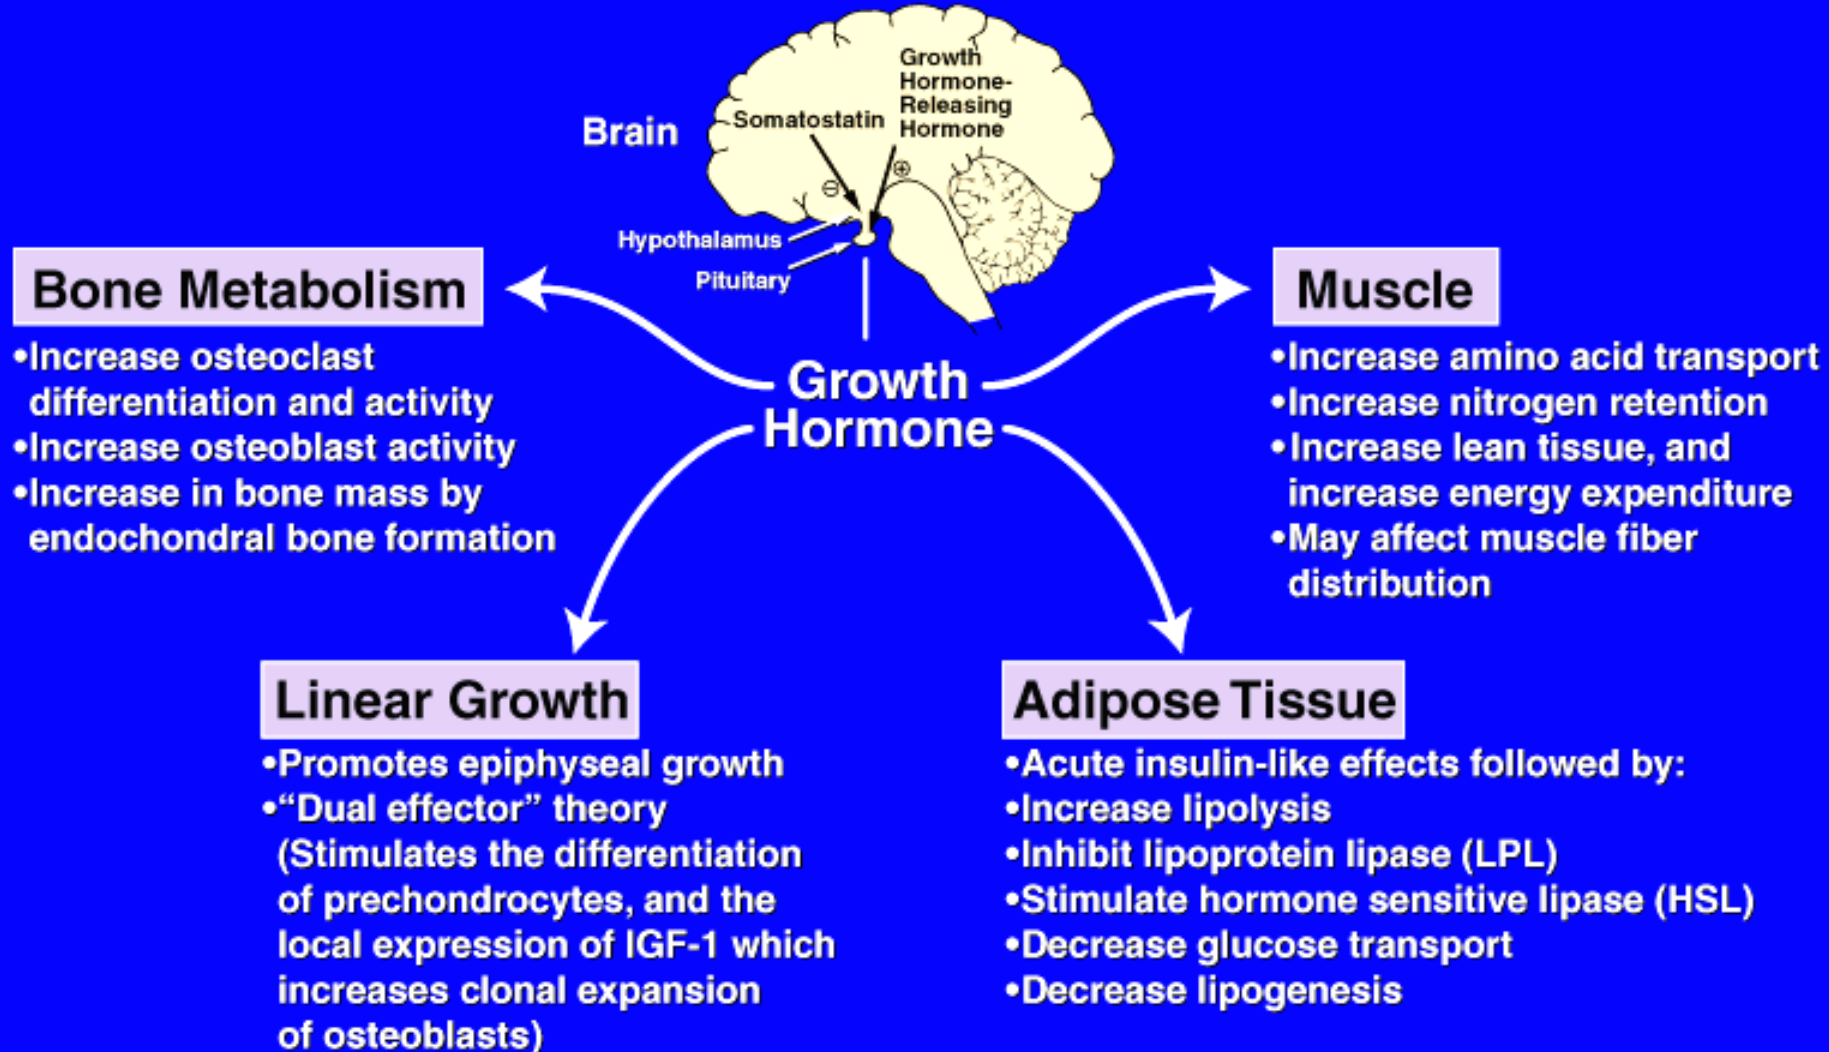 Growth
Hormone-
Releasing
Hormone
Somatostatin
Brain
⊖
⊕
Hypothalamus
Pituitary
Growth
Hormone
Bone Metabolism
•Increase osteoclast
differentiation and activity
•Increase osteoblast activity
•Increase in bone mass by
endochondral bone formation
Muscle
•Increase amino acid transport
•Increase nitrogen retention
•Increase lean tissue, and
increase energy expenditure
•May affect muscle fiber
distribution
Linear Growth
•Promotes epiphyseal growth
•“Dual effector” theory
(Stimulates the differentiation
of prechondrocytes, and the
local expression of IGF-1 which
increases clonal expansion
of osteoblasts)
Adipose Tissue
•Acute insulin-like effects followed by:
•Increase lipolysis
•Inhibit lipoprotein lipase (LPL)
•Stimulate hormone sensitive lipase (HSL)
•Decrease glucose transport
•Decrease lipogenesis